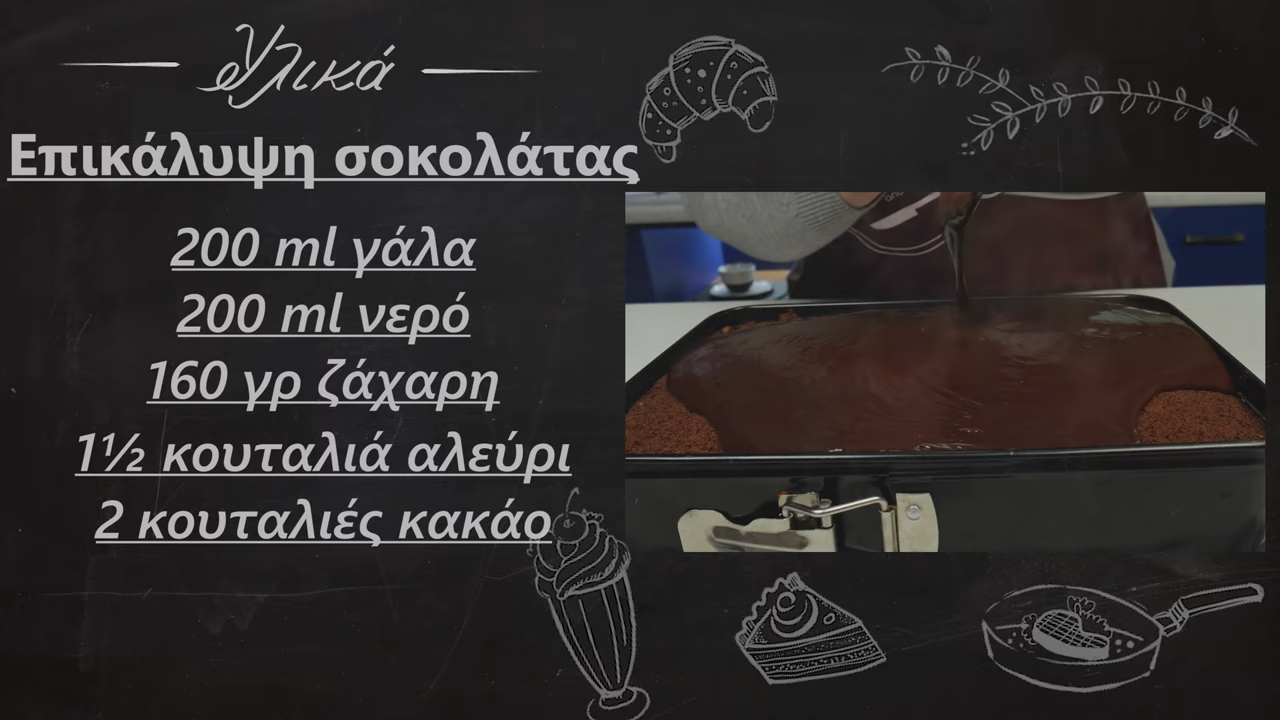 Υλικά
Επικάλυψη σοκολάτας
200 ml γάλα
200 ml νερό
160 γρ ζάχαρη
1½ κουταλιά αλεύρι
2 κουταλιές κακάο